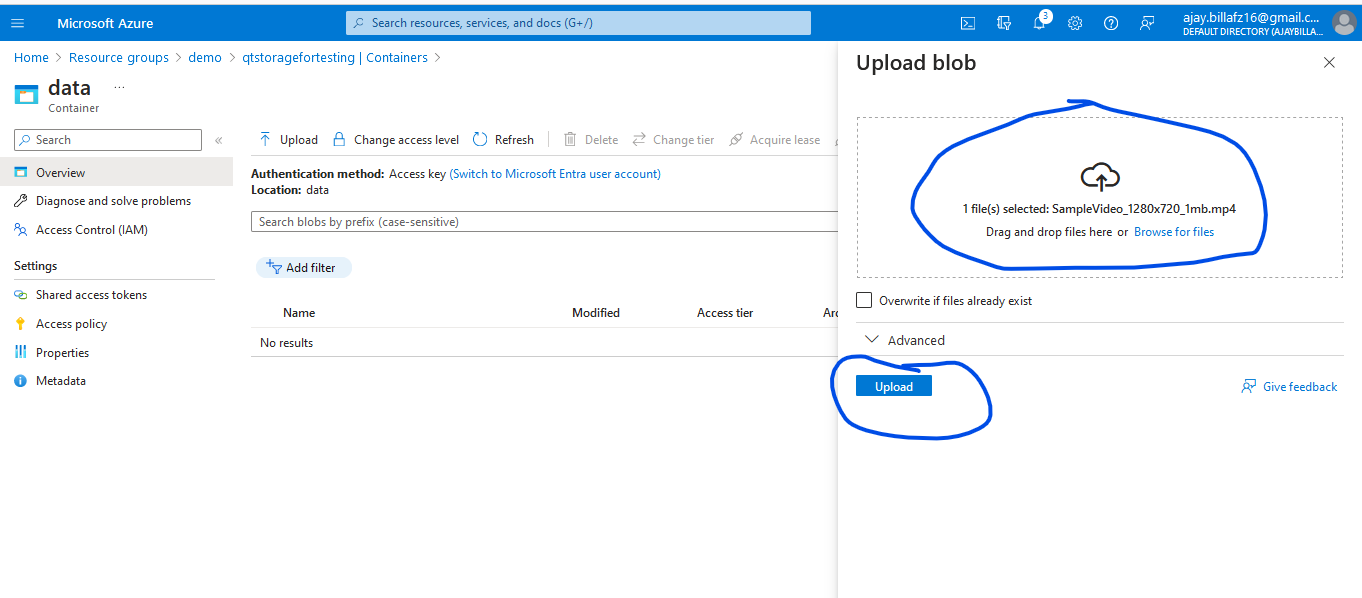 Microsoft Azure
Search resources, services, and docs (G+/)
3
ajay.billafz16@gmail.c...
DEFAULT DIRECTORY (AJAYBILLA...
Home > Resource groups > demo > qtstoragefortesting | Containers >
data ...
Container
Search
«
Overview
Diagnose and solve problems
Access Control (IAM)
Settings
Shared access tokens
Access policy
Properties
Metadata
Upload Change access level Refresh Delete Change tier Acquire lease
Authentication method: Access key (Switch to Microsoft Entra user account)
Location: data
Search blobs by prefix (case-sensitive)
Add filter
Name Modified Access tier Arc
No results
Upload blob
1 file(s) selected: SampleVideo_1280x720_1mb.mp4
Drag and drop files here or Browse for files
Overwrite if files already exist
Advanced
Upload
Give feedback